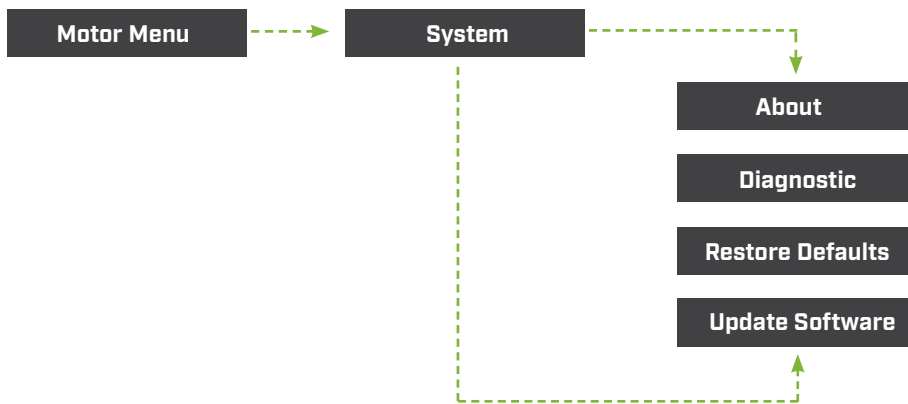 Motor Menu
System
About
Diagnostic
Restore Defaults
Update Software